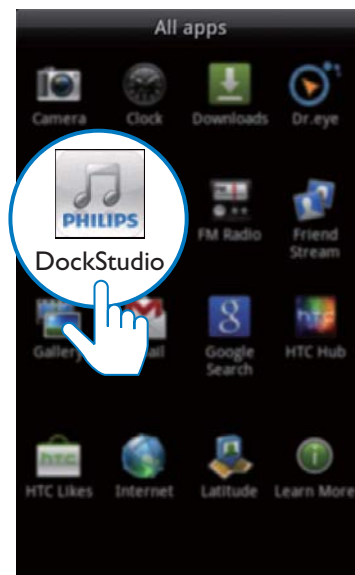 All apps
Camera Clock Downloads Dr.eye
PHILIPS
DockStudio
FM Radio Friend
Stream
Gallery Google HTC Hub
Search
hTC
HTC Likes Internet Latitude Learn More